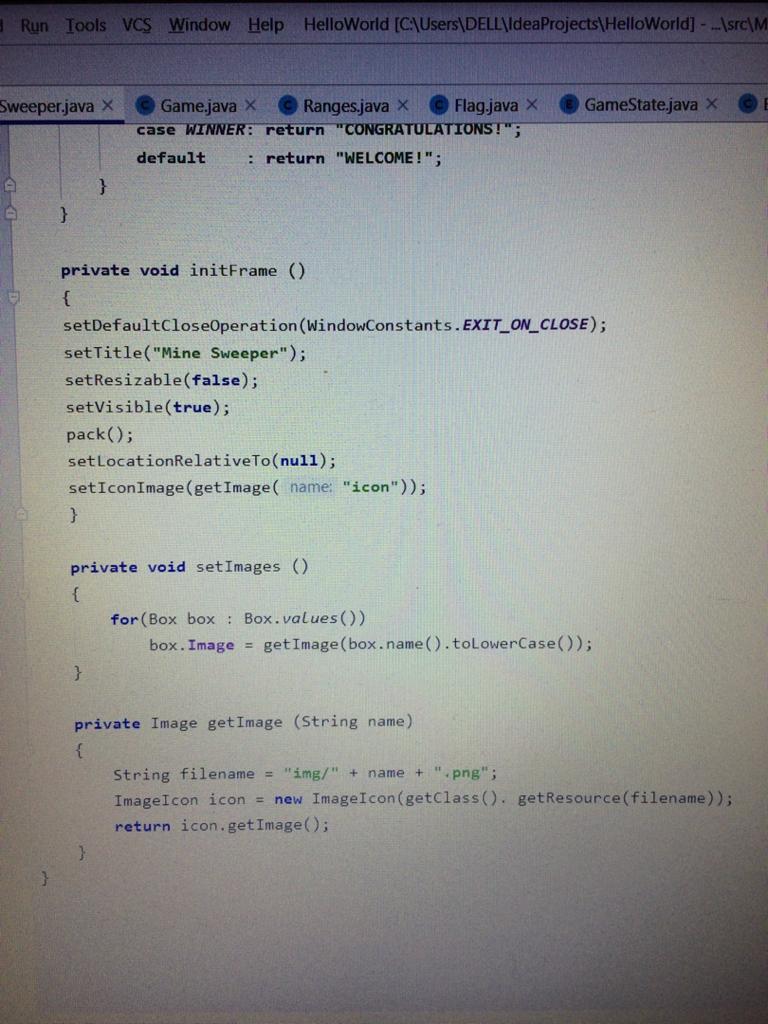 Run Tools VCS Window Help HelloWorld [C:\Users\DELL\IdeaProjects\HelloWorld] - ...\src\M
Sweeper.java × Game.java × Ranges.java × Flag.java × GameState.java ×
case WINNER: return "CONGRATULATIONS!";
default : return "WELCOME!";
}
}
private void initFrame ()
{
setDefaultCloseOperation(WindowConstants.EXIT_ON_CLOSE);
setTitle("Mine Sweeper");
setResizable(false);
setVisible(true);
pack();
setLocationRelativeTo(null);
setIconImage(getImage( name: "icon"));
}
private void setImages ()
{
for(Box box : Box.values())
box.Image = getImage(box.name().toLowerCase());
}
private Image getImage (String name)
{
String filename = "img/" + name + ".png";
ImageIcon icon = new ImageIcon(getClass(). getResource(filename));
return icon.getImage();
}
}